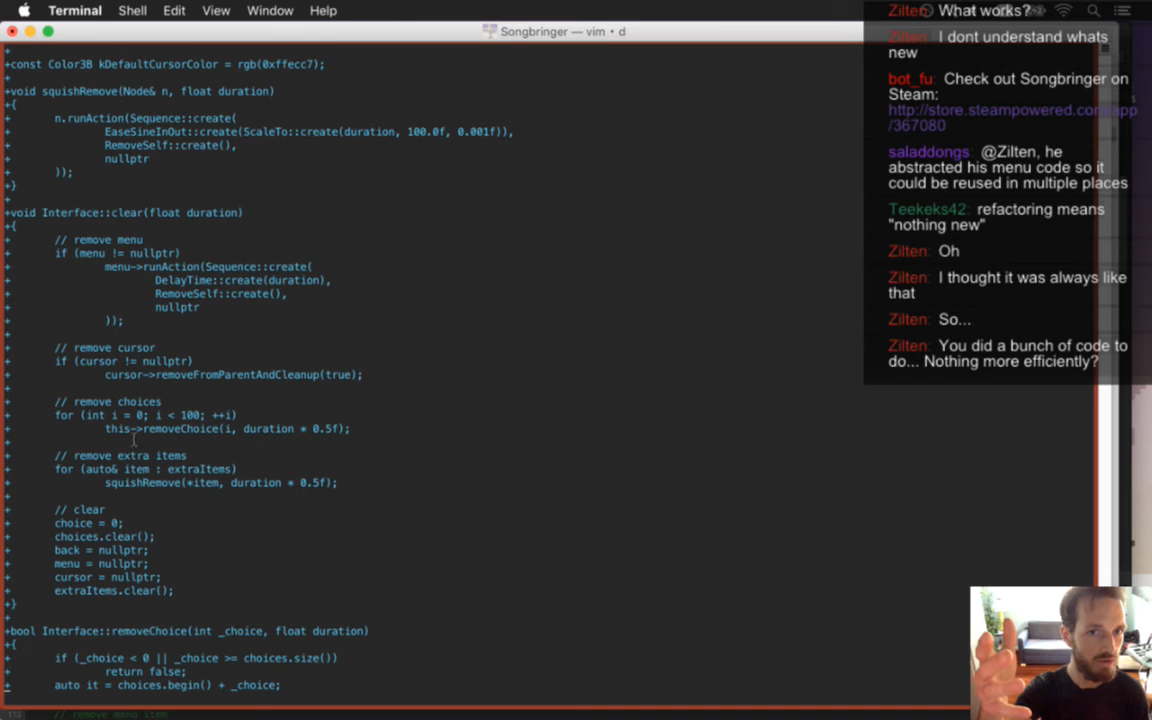 Terminal Shell Edit View Window Help
Songbringer — vim • d
+
+const Color3B kDefaultCursorColor = rgb(0xffecc7);
+
+void squishRemove(Node& n, float duration)
+{
+ n.runAction(Sequence::create(
+ EaseSineInOut::create(ScaleTo::create(duration, 100.0f, 0.001f)),
+ RemoveSelf::create(),
+ nullptr
+ ));
+}
+
+void Interface::clear(float duration)
+{
+ // remove menu
+ if (menu != nullptr)
+ menu->runAction(Sequence::create(
+ DelayTime::create(duration),
+ RemoveSelf::create(),
+ nullptr
+ ));
+
+ // remove cursor
+ if (cursor != nullptr)
+ cursor->removeFromParentAndCleanup(true);
+
+ // remove choices
+ for (int i = 0; i < 100; ++i)
+ this->removeChoice(i, duration * 0.5f);
+
+ // remove extra items
+ for (auto& item : extraItems)
+ squishRemove(*item, duration * 0.5f);
+
+ // clear
+ choice = 0;
+ choices.clear();
+ back = nullptr;
+ menu = nullptr;
+ cursor = nullptr;
+ extraItems.clear();
+}
+
+bool Interface::removeChoice(int _choice, float duration)
+{
+ if (_choice < 0 || _choice >= choices.size())
+ return false;
+ auto it = choices.begin() + _choice;
// remove menu item
Zilten: What works?
Zilten: I dont understand whats
new
bot_fu: Check out Songbringer on
Steam:
http://store.steampowered.com/app
/367080
saladdongs: @Zilten, he
abstracted his menu code so it
could be reused in multiple places
Teekeks42: refactoring means
"nothing new"
Zilten: Oh
Zilten: I thought it was always like
that
Zilten: So...
Zilten: You did a bunch of code to
do... Nothing more efficiently?